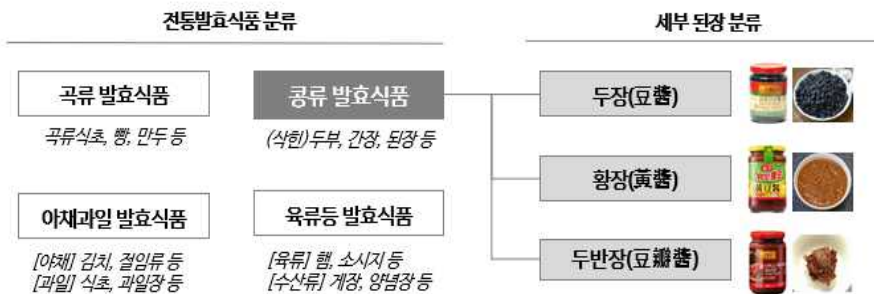 전통발효식품 분류
세부 된장 분류
곡류 발효식품
곡류식초, 빵, 만두 등
콩류 발효식품
(삭힌)두부, 간장, 된장 등
야채과일 발효식품
[야채] 김치, 절임류 등
[과일] 식초, 과일장 등
육류등 발효식품
[육류] 햄, 소시지 등
[수산류] 게장, 양념장 등
두장(豆醬)
황장(黃醬)
두반장(豆瓣醬)